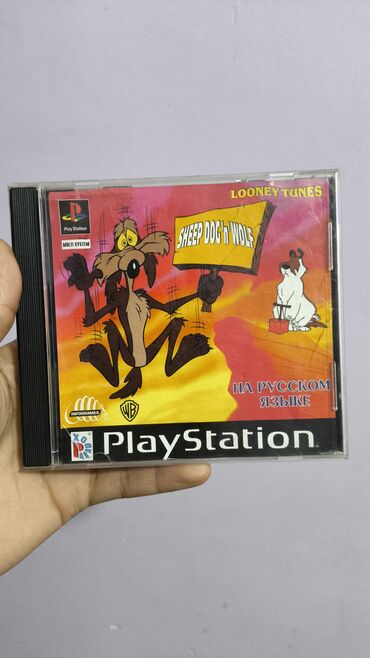 LOONEY TUNES
PlayStation
MULTI SYSTEM
SHEEP DOG 'n' WOLF
НА РУССКОМ
ЯЗЫКЕ
INFOGRAMES
WB
PlayStation